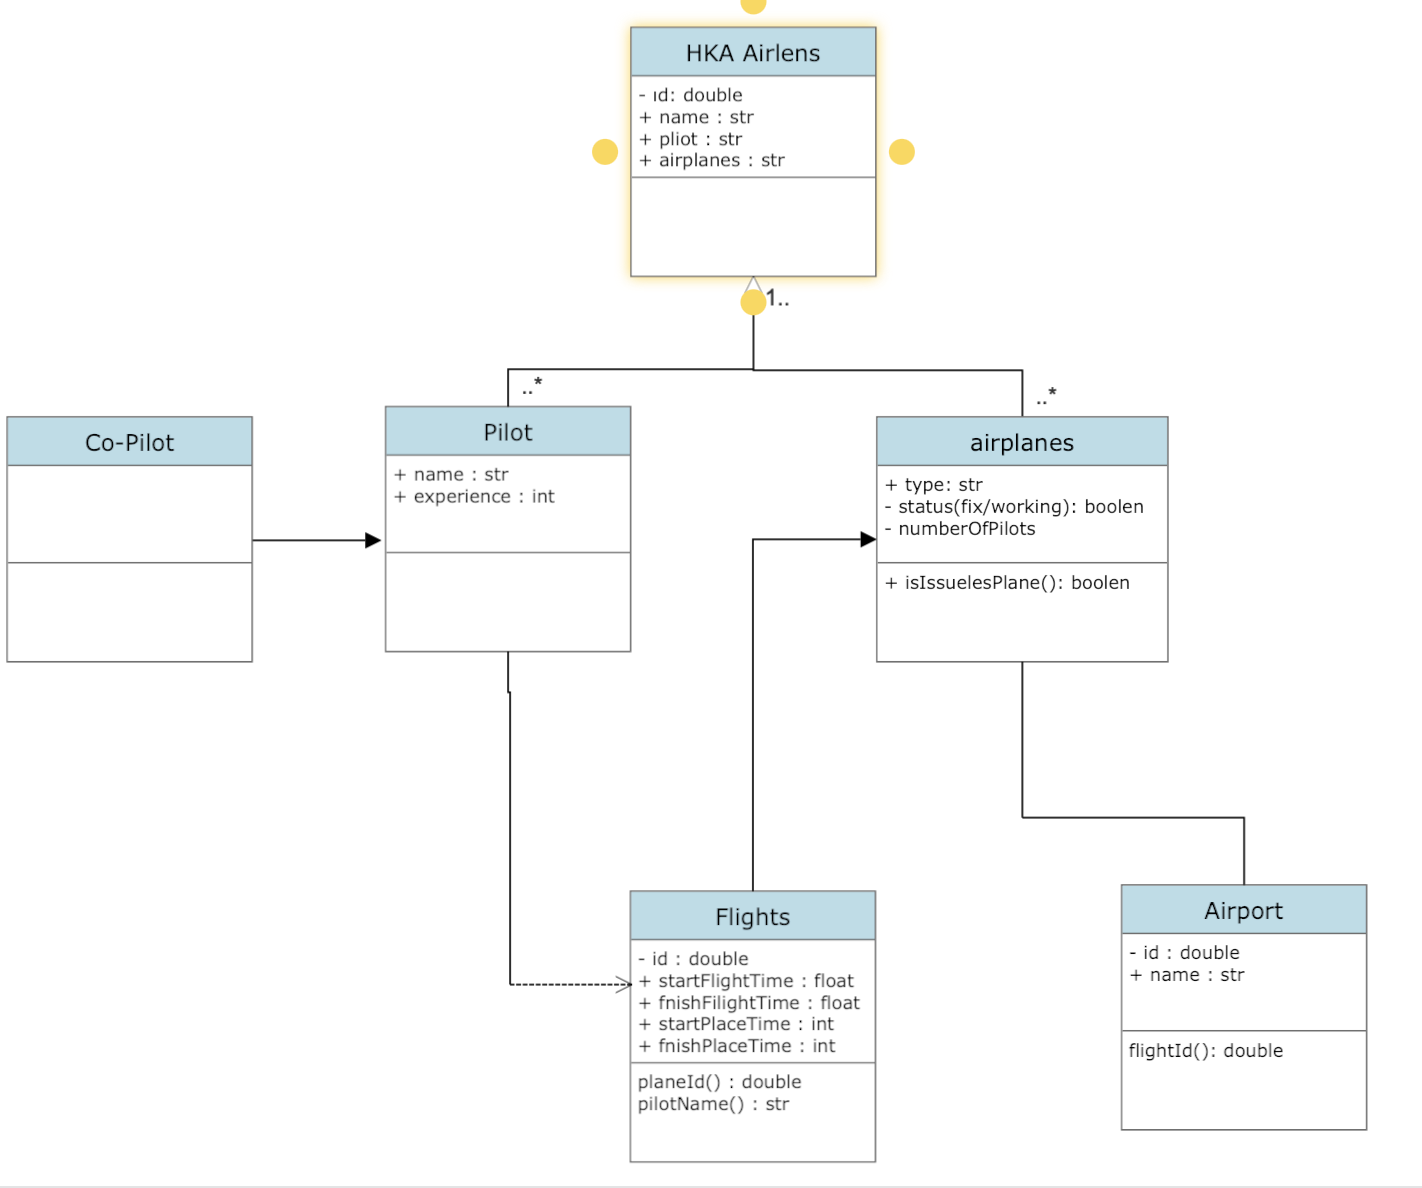 HKA Airlens
- id: double
+ name : str
+ pliot : str
+ airplanes : str
1..
..*
..*
Co-Pilot
Pilot
+ name : str
+ experience : int
airplanes
+ type: str
- status(fix/working): boolen
- numberOfPilots
+ isIssuelesPlane(): boolen
Flights
- id : double
+ startFlightTime : float
+ fnishFilightTime : float
+ startPlaceTime : int
+ fnishPlaceTime : int
planeId() : double
pilotName() : str
Airport
- id : double
+ name : str
flightId(): double